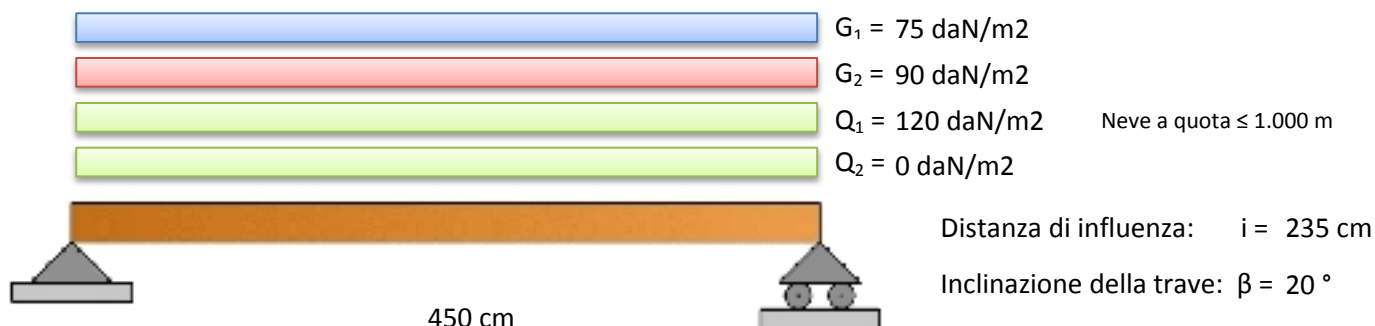 G₁ = 75 daN/m2
G₂ = 90 daN/m2
Q₁ = 120 daN/m2 Neve a quota ≤ 1.000 m
Q₂ = 0 daN/m2
Distanza di influenza: i = 235 cm
Inclinazione della trave: β = 20 °
450 cm